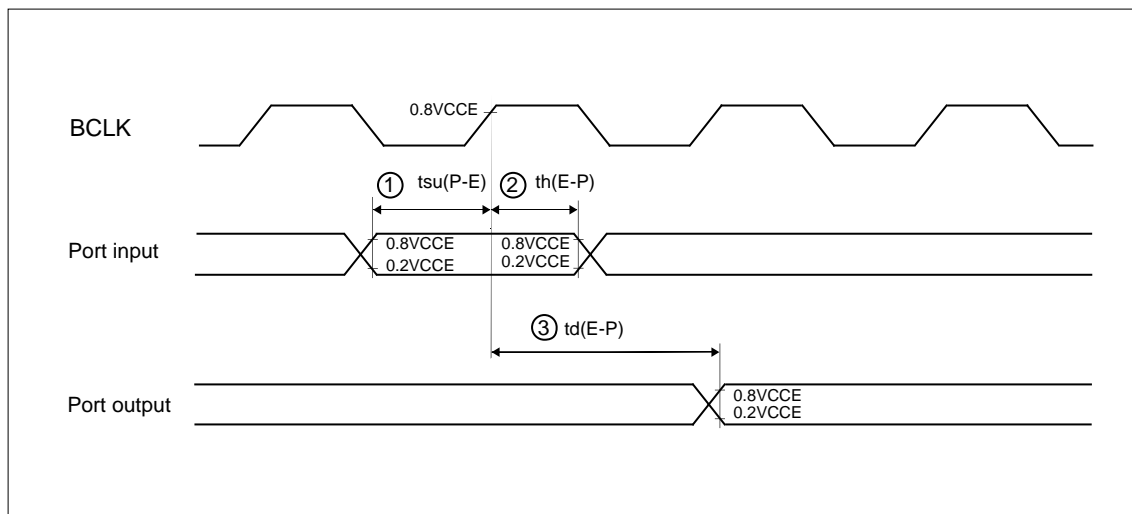 0.8VCCE
BCLK
① tsu(P-E) ② th(E-P)
Port input
0.8VCCE 0.8VCCE
0.2VCCE 0.2VCCE
③ td(E-P)
Port output
0.8VCCE
0.2VCCE